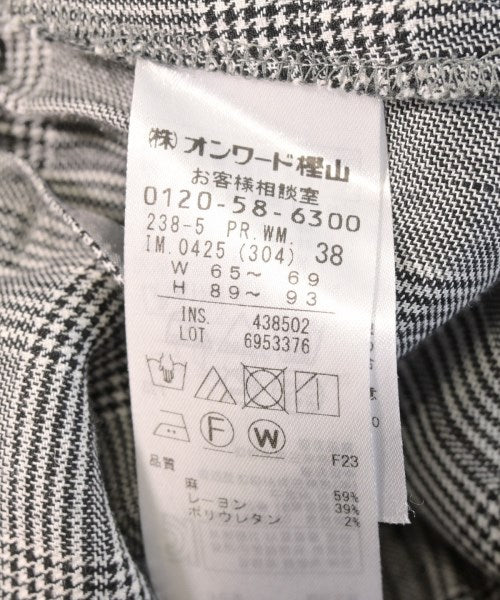 (株)オンワード樫山
お客様相談室
0120-58-6300
238-5 PR.WM.
IM.0425 (304) 38
W 65～ 69
H 89～ 93
INS. 438502
LOT 6953376
F W
F23
品質
麻 59%
レーヨン 39%
ポリウレタン 2%